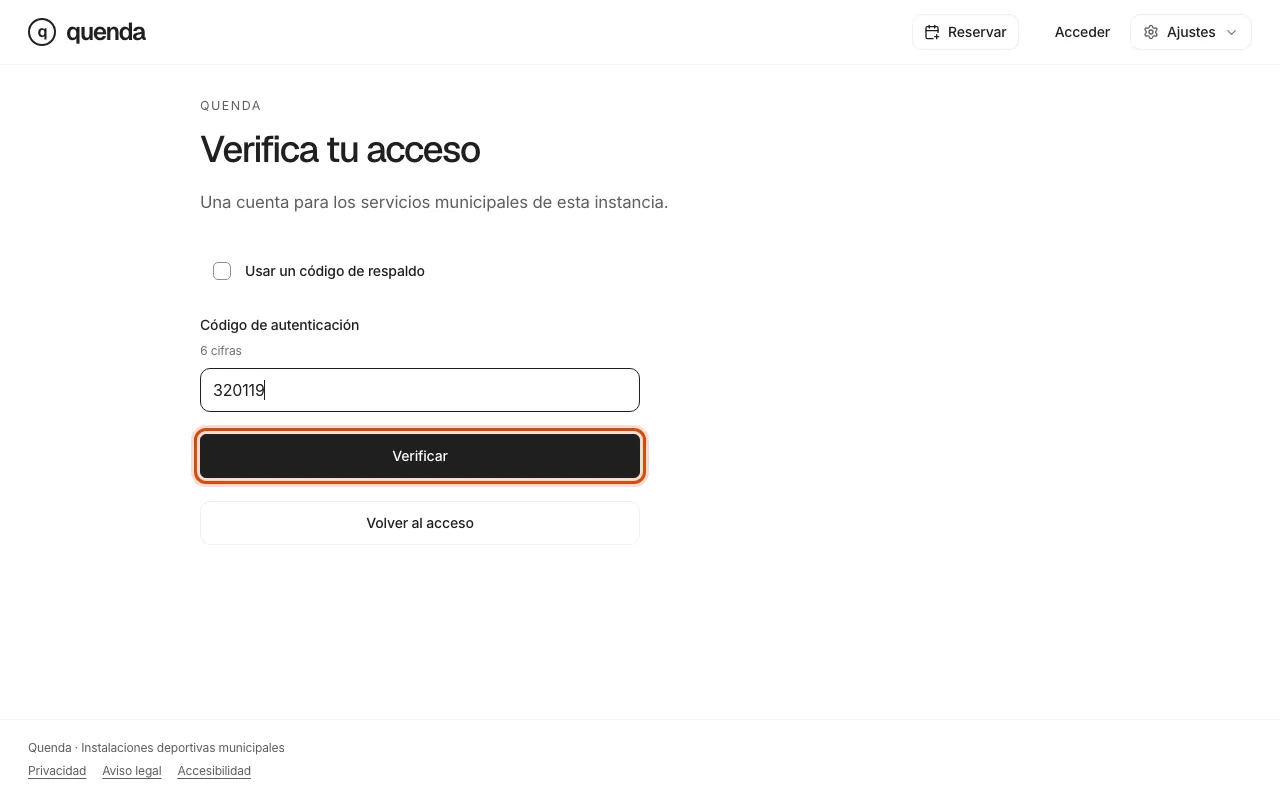 q quenda
Reservar
Acceder
Ajustes
QUENDA
Verifica tu acceso
Una cuenta para los servicios municipales de esta instancia.
Usar un código de respaldo
Código de autenticación
6 cifras
320119
Verificar
Volver al acceso
Quenda · Instalaciones deportivas municipales
Privacidad Aviso legal Accesibilidad